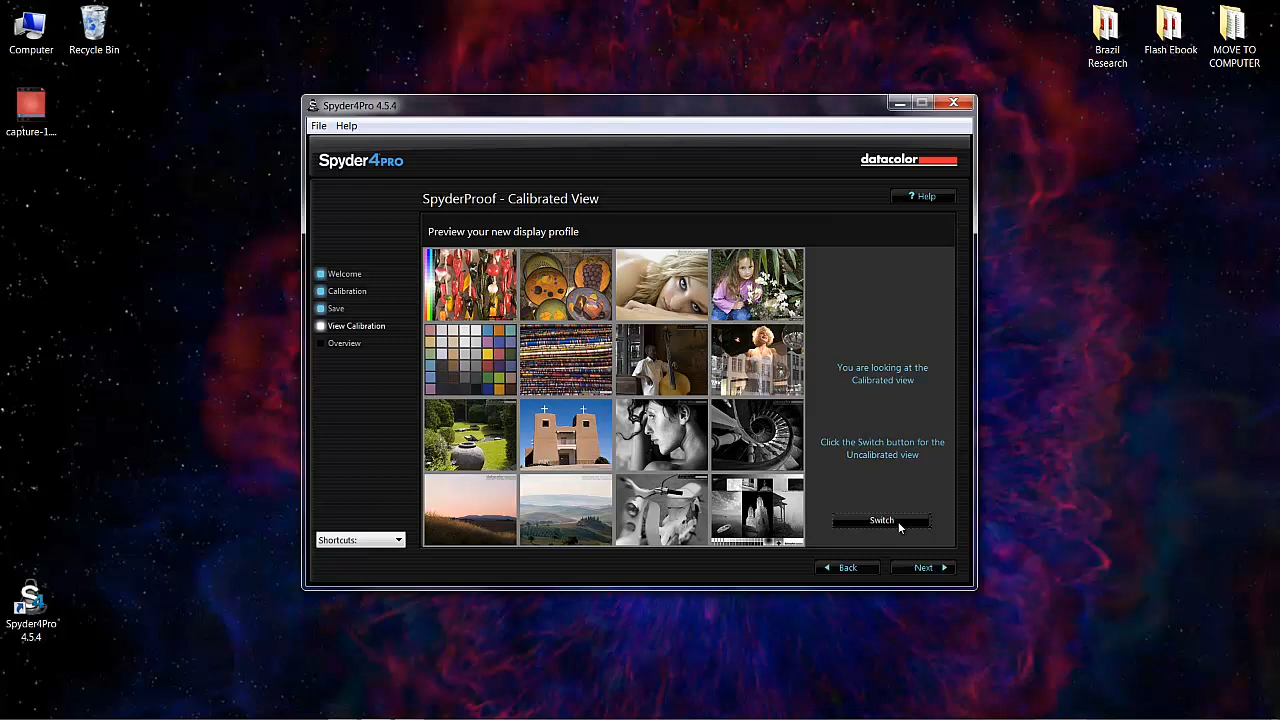 Computer
Recycle Bin
capture-1....
Spyder4Pro
4.5.4
Brazil
Research
Flash Ebook
MOVE TO
COMPUTER
Spyder4Pro 4.5.4
File Help
Spyder4PRO
datacolor
SpyderProof - Calibrated View
? Help
Preview your new display profile
Welcome
Calibration
Save
View Calibration
Overview
You are looking at the
Calibrated view
Click the Switch button for the
Uncalibrated view
Switch
Shortcuts:
Back
Next